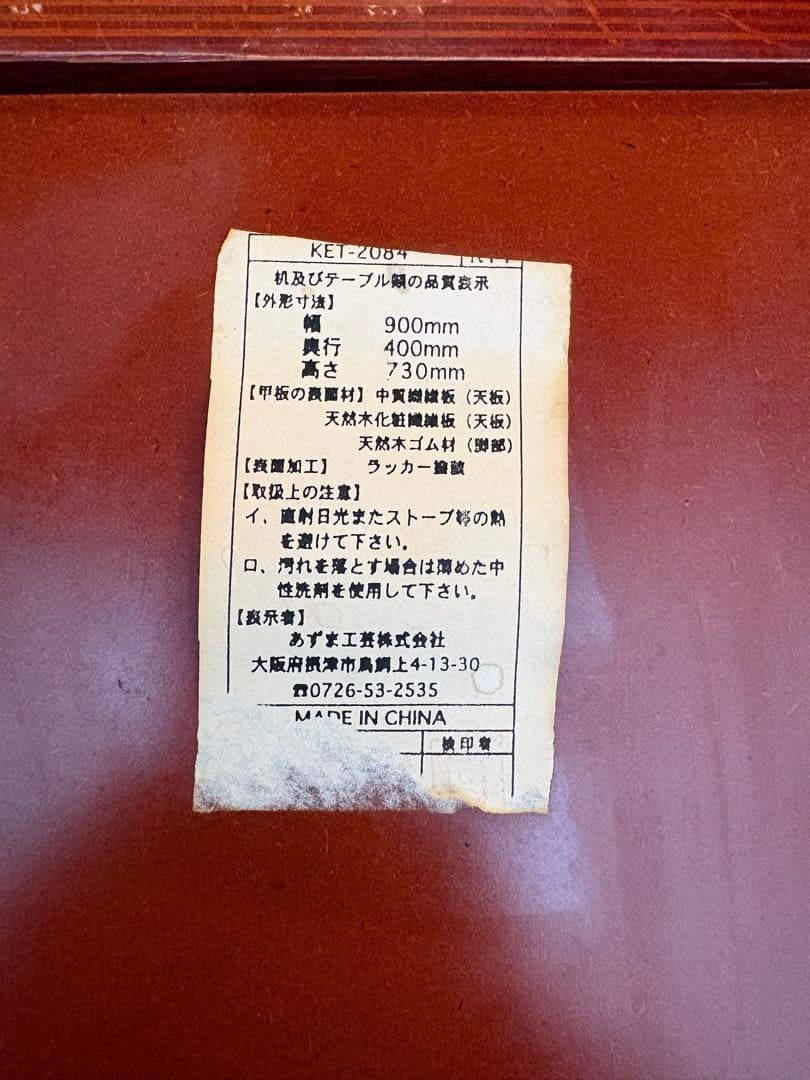 KET-2084
机及びテーブル類の品質表示
【外形寸法】
幅 900mm
奥行 400mm
高さ 730mm
【甲板の表面材】中質繊維板（天板）
天然木化粧繊維板（天板）
天然木ゴム材（脚部）
【表面加工】 ラッカー塗装
【取扱上の注意】
イ、直射日光またストーブ等の熱
を避けて下さい。
ロ、汚れを落とす場合は薄めた中
性洗剤を使用して下さい。
【表示者】
あずま工芸株式会社
大阪府摂津市鳥飼上4-13-30
☎0726-53-2535
MADE IN CHINA
検印者